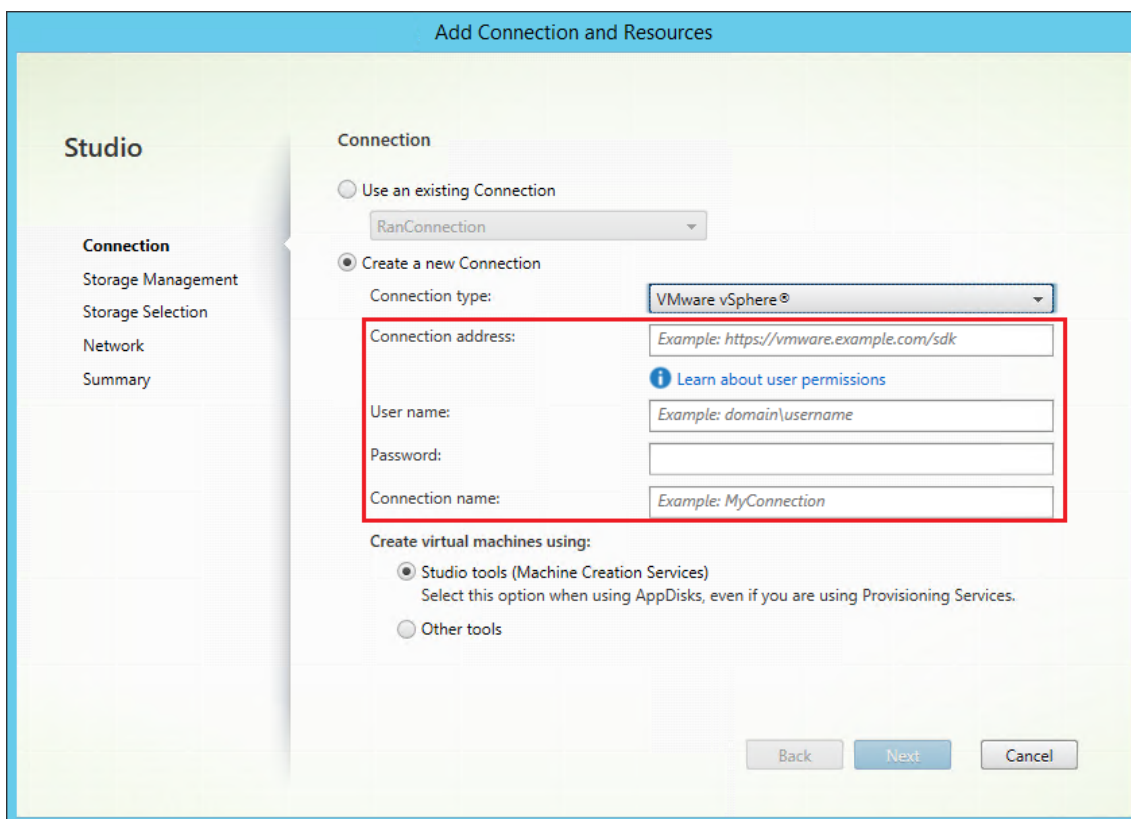 Add Connection and Resources
Studio
Connection
Storage Management
Storage Selection
Network
Summary
Connection
Use an existing Connection
RanConnection
Create a new Connection
Connection type:
VMware vSphere®
Connection address:
Example: https://vmware.example.com/sdk
Learn about user permissions
User name:
Example: domain\username
Password:
Connection name:
Example: MyConnection
Create virtual machines using:
Studio tools (Machine Creation Services)
Select this option when using AppDisks, even if you are using Provisioning Services.
Other tools
Back
Next
Cancel